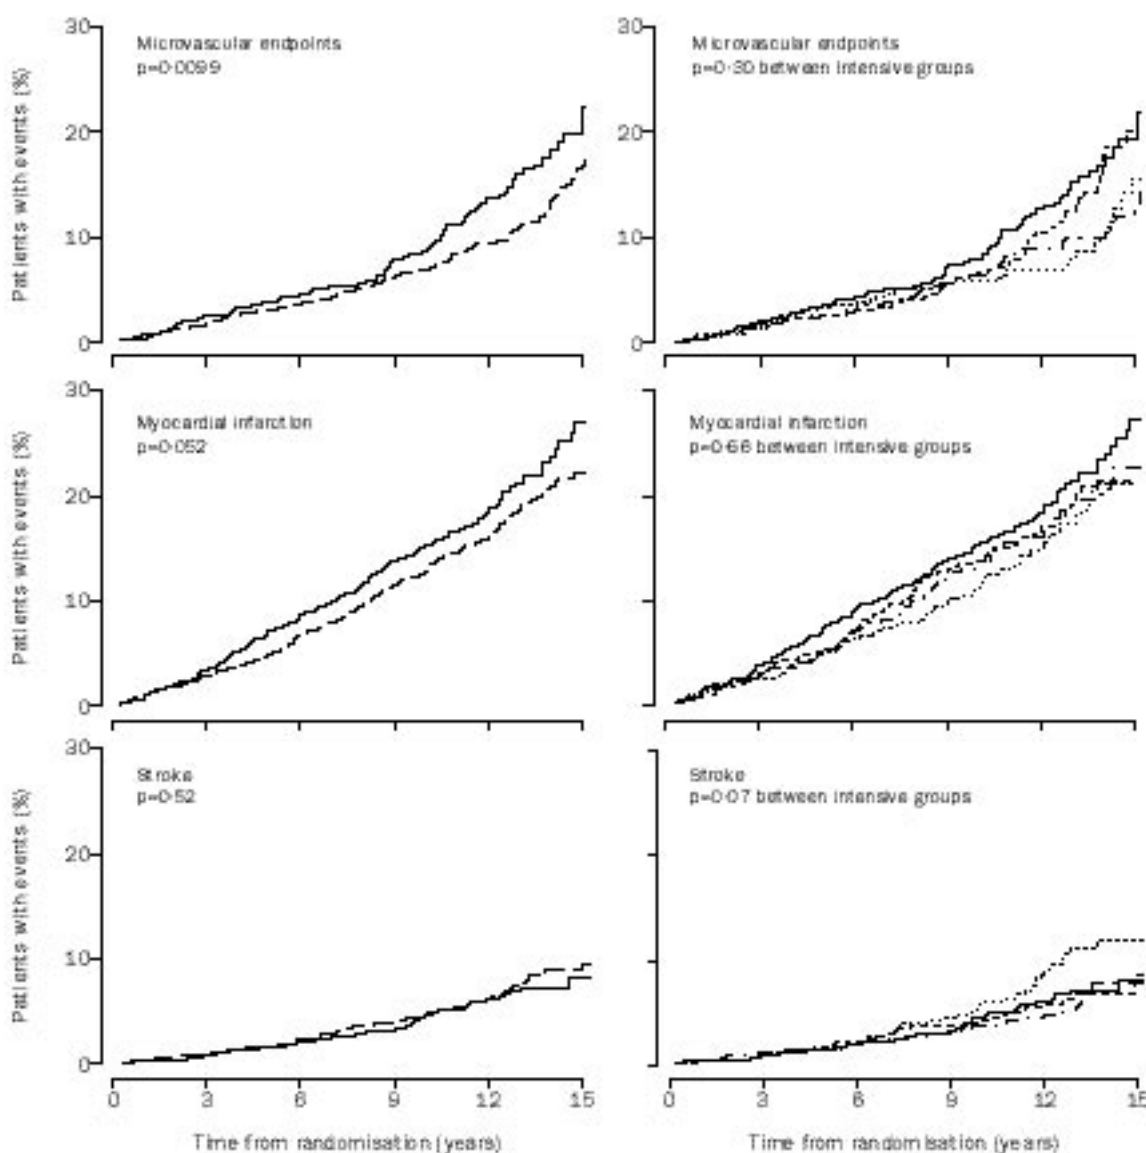 30
20
10
0
Patients with events (%)
Microvascular endpoints
p=0·0099
30
20
10
0
Microvascular endpoints
p=0·30 between intensive groups
30
20
10
0
Patients with events (%)
Myocardial infarction
p=0·052
Myocardial infarction
p=0·66 between intensive groups
30
20
10
0
Patients with events (%)
Stroke
p=0·52
Stroke
p=0·07 between intensive groups
0 3 6 9 12 15
0 3 6 9 12 15
Time from randomisation (years)
Time from randomisation (years)